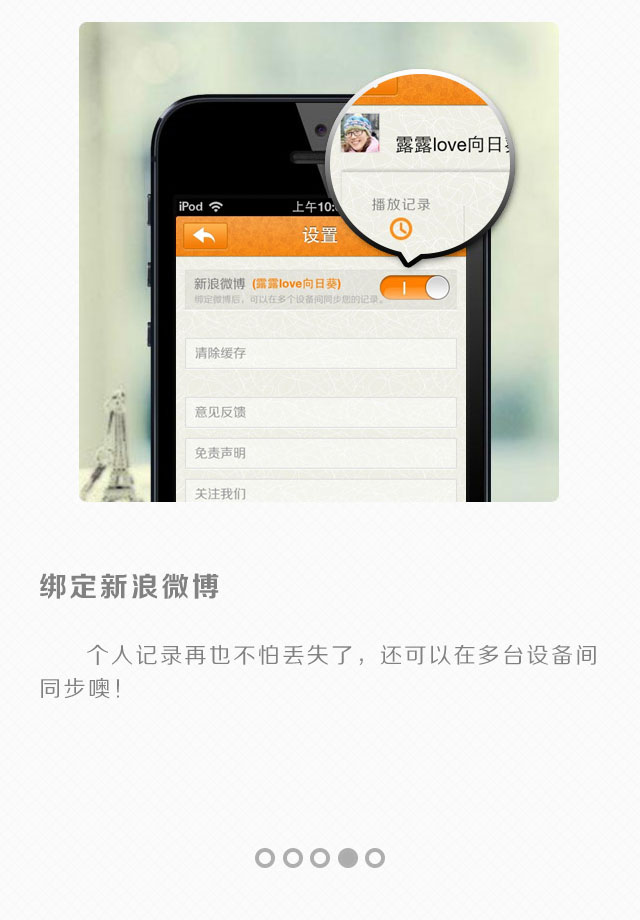 露露love向日
播放记录
iPod
上午10:
设置
新浪微博 (露露love向日葵)
绑定微博后，可以在多个设备间同步您的记录。
清除缓存
意见反馈
免责声明
关注我们
绑定新浪微博
个人记录再也不怕丢失了，还可以在多台设备间
同步噢！